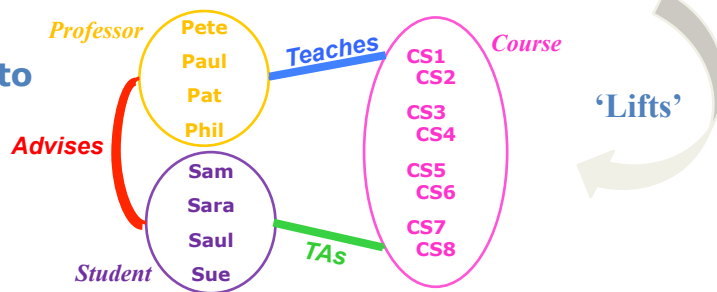 Professor
Pete
Paul
Pat
Phil
to
Advises
Teaches
Course
CS1
CS2
CS3
CS4
CS5
CS6
CS7
CS8
‘Lifts’
Sam
Sara
Saul
Sue
Student
TAs